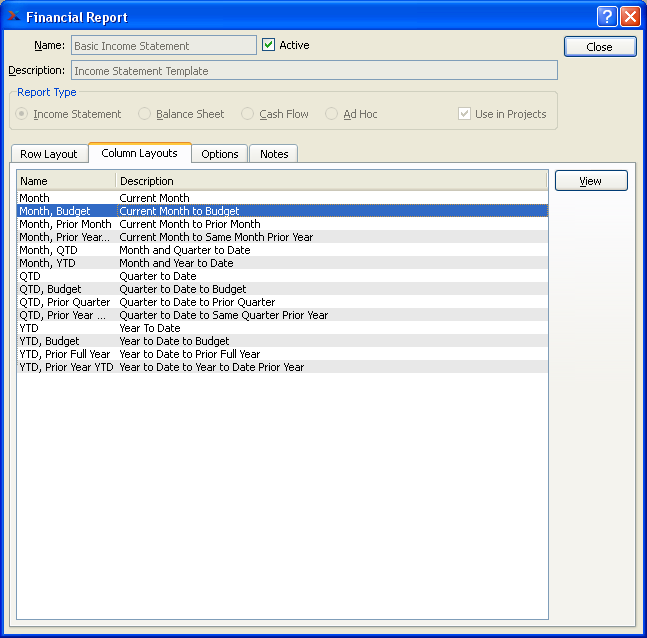 Financial Report
Name: Basic Income Statement Active Close
Description: Income Statement Template
Report Type
Income Statement Balance Sheet Cash Flow Ad Hoc Use in Projects
Row Layout Column Layouts Options Notes
Name Description View
Month Current Month
Month, Budget Current Month to Budget
Month, Prior Month Current Month to Prior Month
Month, Prior Year... Current Month to Same Month Prior Year
Month, QTD Month and Quarter to Date
Month, YTD Month and Year to Date
QTD Quarter to Date
QTD, Budget Quarter to Date to Budget
QTD, Prior Quarter Quarter to Date to Prior Quarter
QTD, Prior Year ... Quarter to Date to Same Quarter Prior Year
YTD Year To Date
YTD, Budget Year to Date to Budget
YTD, Prior Full Year Year to Date to Prior Full Year
YTD, Prior Year YTD Year to Date to Year to Date Prior Year